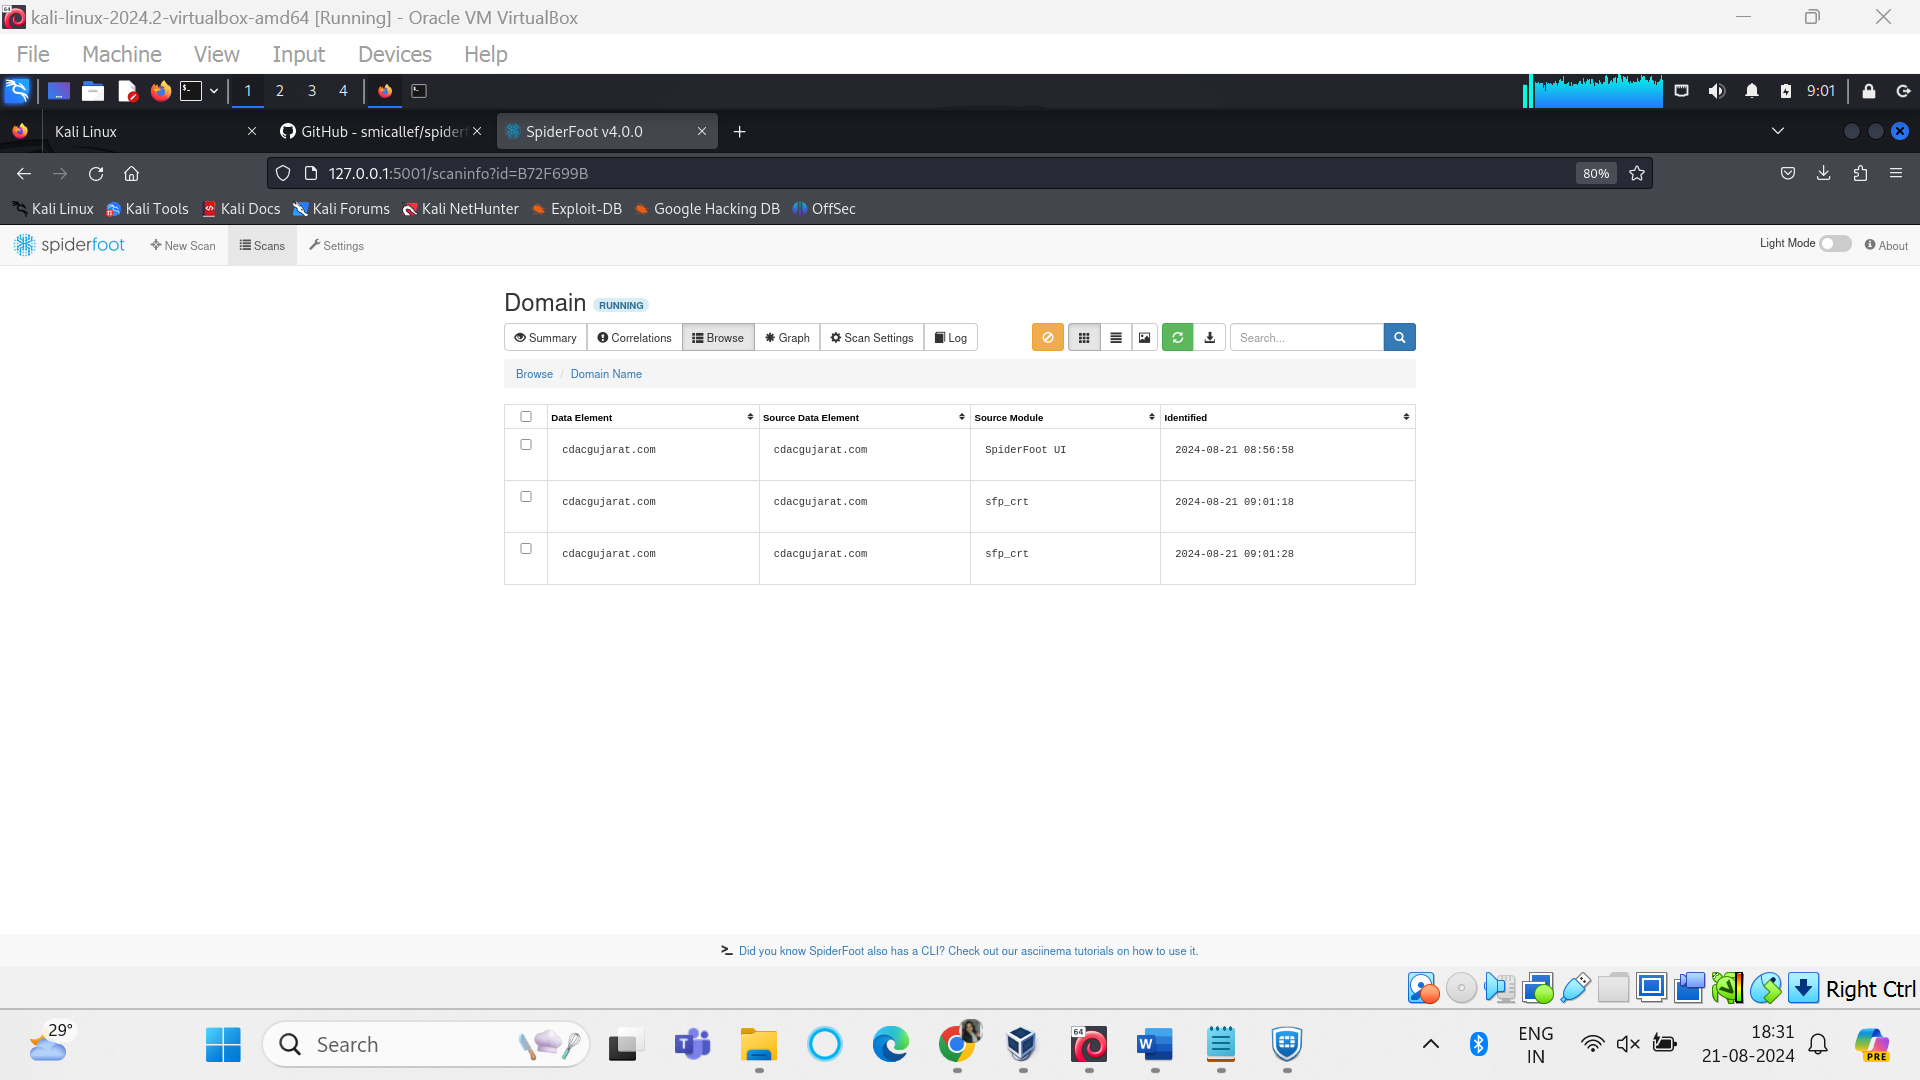 kali-linux-2024.2-virtualbox-amd64 [Running] - Oracle VM VirtualBox
File Machine View Input Devices Help
1 2 3 4 9:01
Kali Linux GitHub - smicallef/spiderf SpiderFoot v4.0.0
127.0.0.1:5001/scaninfo?id=B72F699B 80%
Kali Linux Kali Tools Kali Docs Kali Forums Kali NetHunter Exploit-DB Google Hacking DB OffSec
spiderfoot New Scan Scans Settings Light Mode About
Domain RUNNING
Summary Correlations Browse Graph Scan Settings Log Search...
Browse / Domain Name
Data Element Source Data Element Source Module Identified
cdacgujarat.com cdacgujarat.com SpiderFoot UI 2024-08-21 08:56:58
cdacgujarat.com cdacgujarat.com sfp_crt 2024-08-21 09:01:18
cdacgujarat.com cdacgujarat.com sfp_crt 2024-08-21 09:01:28
Did you know SpiderFoot also has a CLI? Check out our asciinema tutorials on how to use it.
Right Ctrl
29° Search 64 ENG 18:31
IN 21-08-2024 PRE